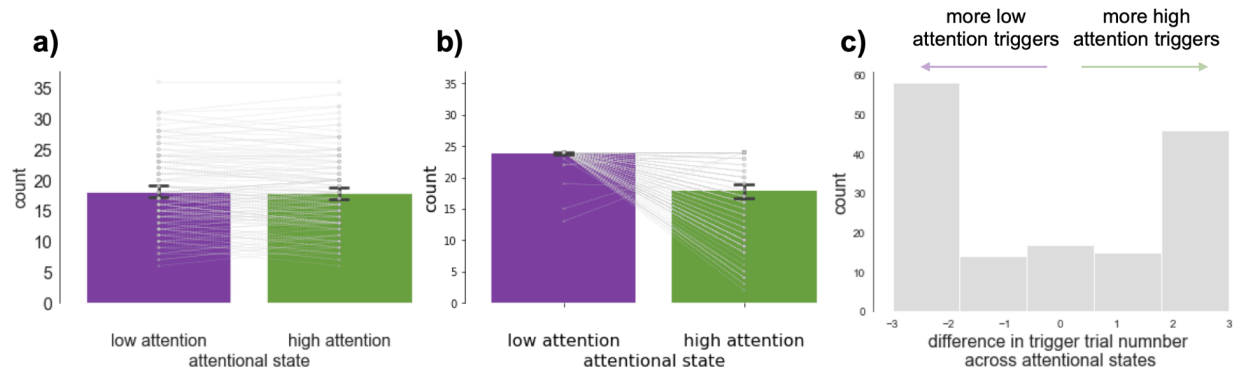 a)
35
30
25
20
15
10
5
0
count
low attention high attention
attentional state
b)
35
30
25
20
15
10
5
0
count
low attention high attention
attentional state
c)
more low
attention triggers
more high
attention triggers
60
50
40
30
20
10
0
count
-3 -2 -1 0 1 2 3
difference in trigger trial numnber
across attentional states